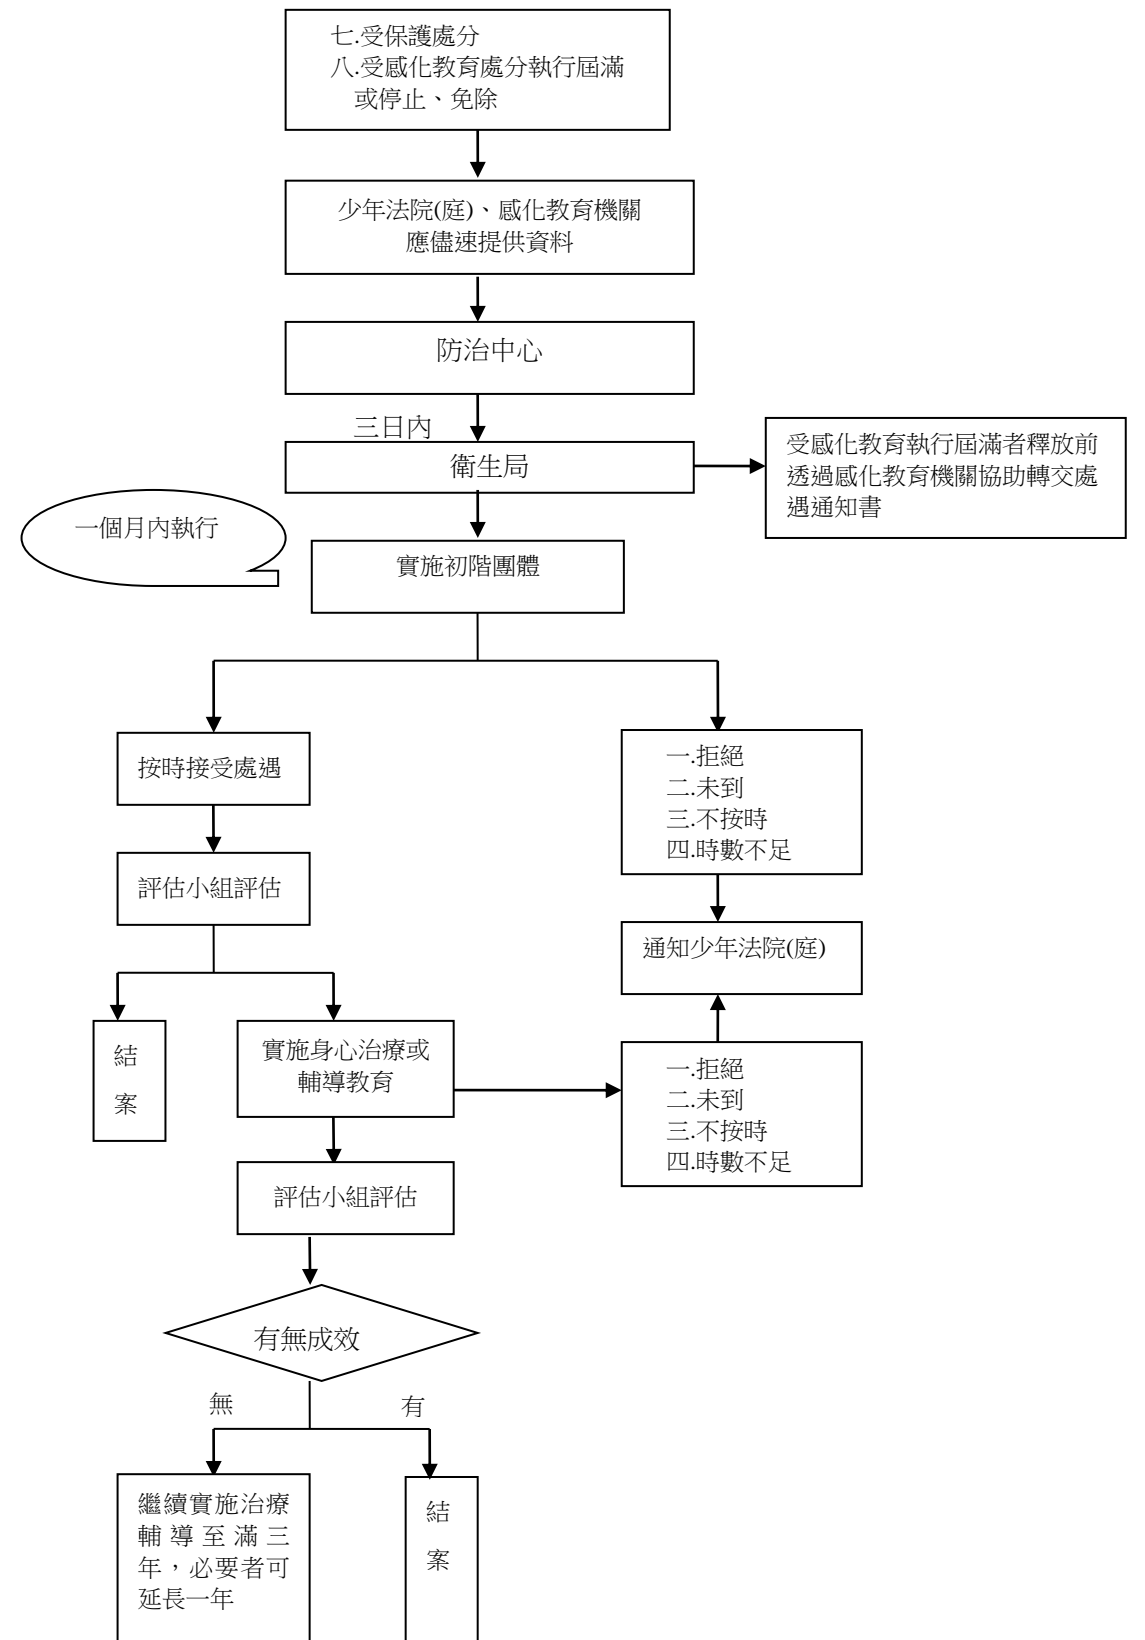 七.受保護處分
八.受感化教育處分執行屆滿
或停止、免除
少年法院(庭)、感化教育機關
應儘速提供資料
防治中心
三日內
衛生局
受感化教育執行屆滿者釋放前
透過感化教育機關協助轉交處
遇通知書
一個月內執行
實施初階團體
按時接受處遇
一.拒絕
二.未到
三.不按時
四.時數不足
評估小組評估
通知少年法院(庭)
結
案
實施身心治療或
輔導教育
一.拒絕
二.未到
三.不按時
四.時數不足
評估小組評估
有無成效
無
有
繼續實施治療
輔導至滿三
年，必要者可
延長一年
結
案